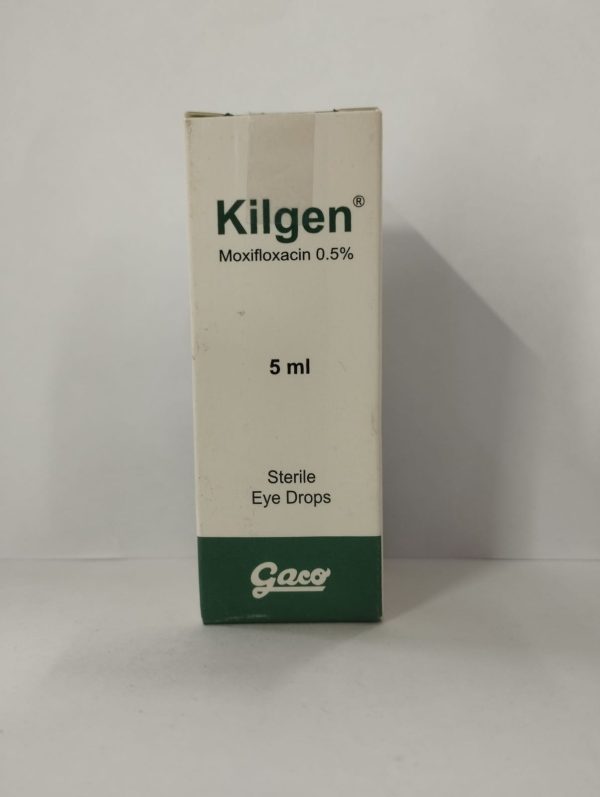 Kilgen®
Moxifloxacin 0.5%
5 ml
Sterile
Eye Drops
gaco